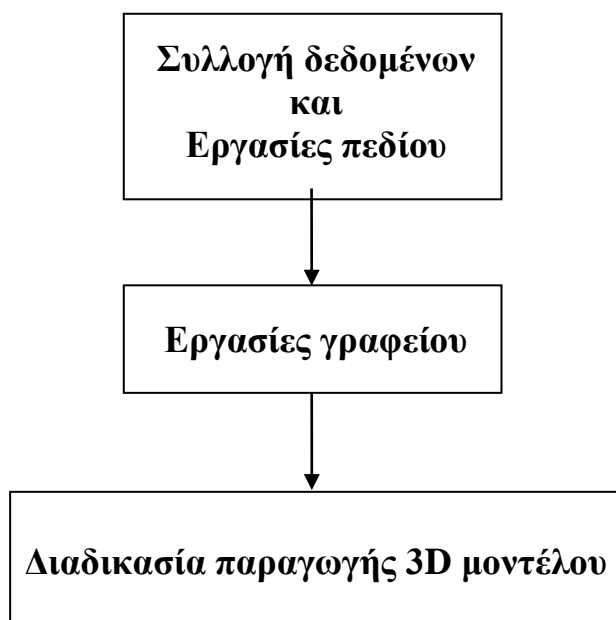 Συλλογή δεδομένων
και
Εργασίες πεδίου
Εργασίες γραφείου
Διαδικασία παραγωγής 3D μοντέλου